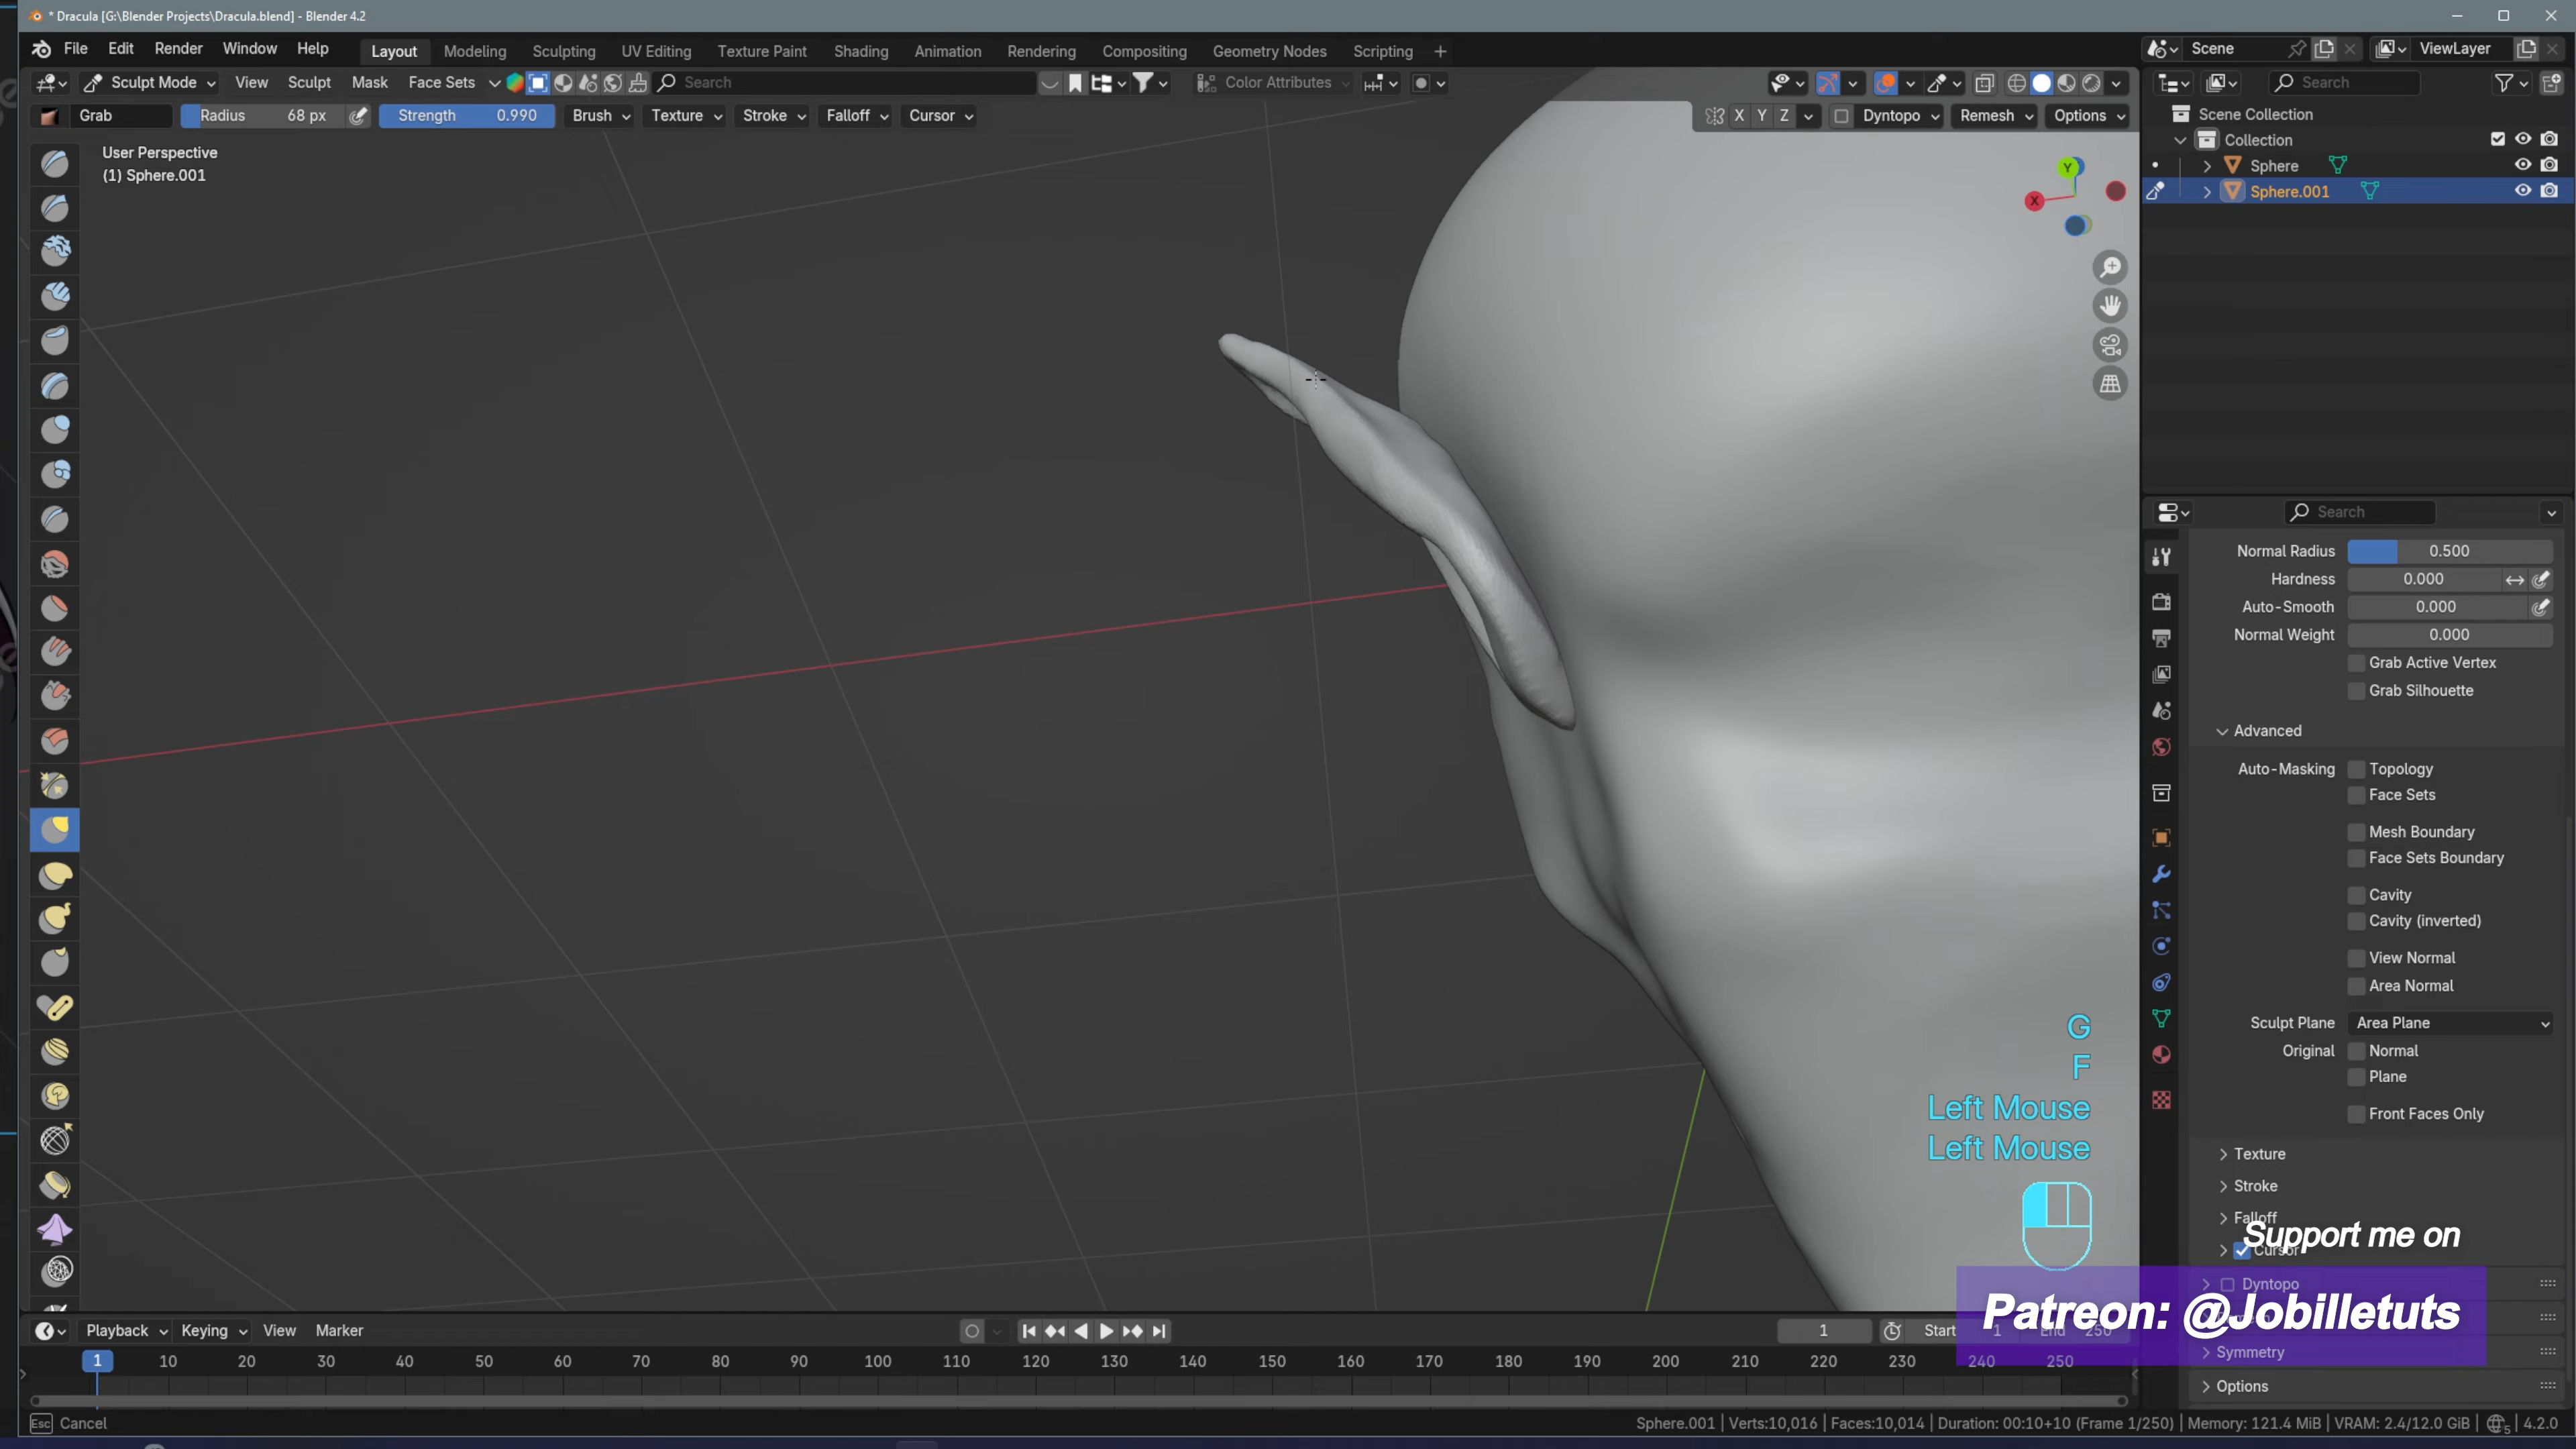 * Dracula [G:\Blender Projects\Dracula.blend] - Blender 4.2
File Edit Render Window Help Layout Modeling Sculpting UV Editing Texture Paint Shading Animation Rendering Compositing Geometry Nodes Scripting + Scene ViewLayer
Sculpt Mode View Sculpt Mask Face Sets Search Color Attributes Search
Grab Radius 68 px Strength 0.990 Brush Texture Stroke Falloff Cursor X Y Z Dyntopo Remesh Options
Scene Collection
Collection
Sphere
Sphere.001
User Perspective
(1) Sphere.001
Y
X
Search
Normal Radius 0.500
Hardness 0.000
Auto-Smooth 0.000
Normal Weight 0.000
Grab Active Vertex
Grab Silhouette
Advanced
Auto-Masking Topology
Face Sets
Mesh Boundary
Face Sets Boundary
Cavity
Cavity (inverted)
View Normal
Area Normal
Sculpt Plane Area Plane
Original Normal
Plane
Front Faces Only
Texture
Stroke
Falloff
Cursor
Dyntopo
Symmetry
Options
G
F
Left Mouse
Left Mouse
Support me on
Patreon: @Jobilletuts
Playback Keying View Marker 1 Start 1 End 250
1 10 20 30 40 50 60 70 80 90 100 110 120 130 140 150 160 170 180 190 200 210 220 230 240 250
Esc Cancel
Sphere.001 | Verts:10,016 | Faces:10,014 | Duration: 00:10+10 (Frame 1/250) | Memory: 121.4 MiB | VRAM: 2.4/12.0 GiB | 5 | 4.2.0